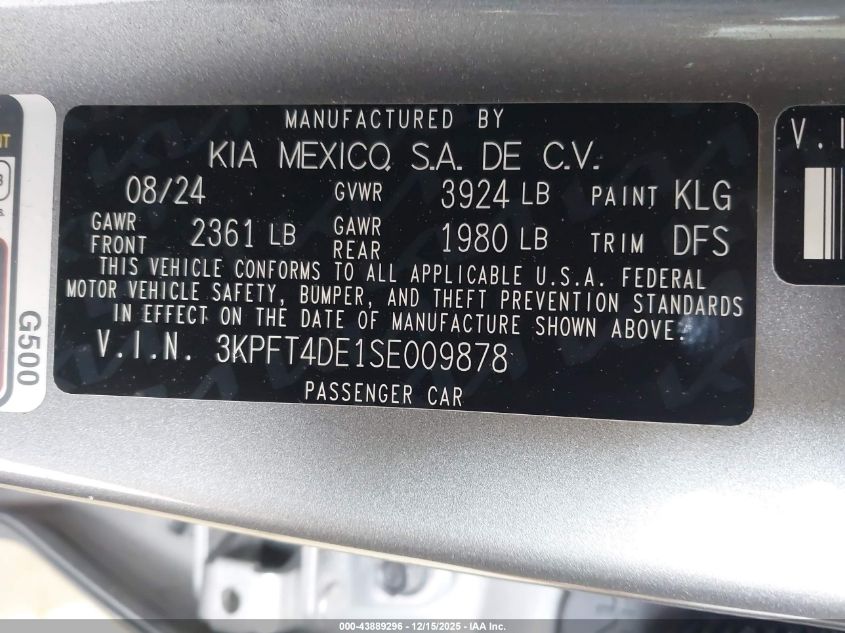 MANUFACTURED BY
KIA MEXICO, S.A. DE C.V.
08/24 GVWR 3924 LB PAINT KLG
GAWR FRONT 2361 LB GAWR REAR 1980 LB TRIM DFS
THIS VEHICLE CONFORMS TO ALL APPLICABLE U.S.A. FEDERAL
MOTOR VEHICLE SAFETY, BUMPER, AND THEFT PREVENTION STANDARDS
IN EFFECT ON THE DATE OF MANUFACTURE SHOWN ABOVE.
V.I.N. 3KPFT4DE1SE009878
PASSENGER CAR
G500
V.I
000-43889296 - 12/15/2025 - IAA Inc.